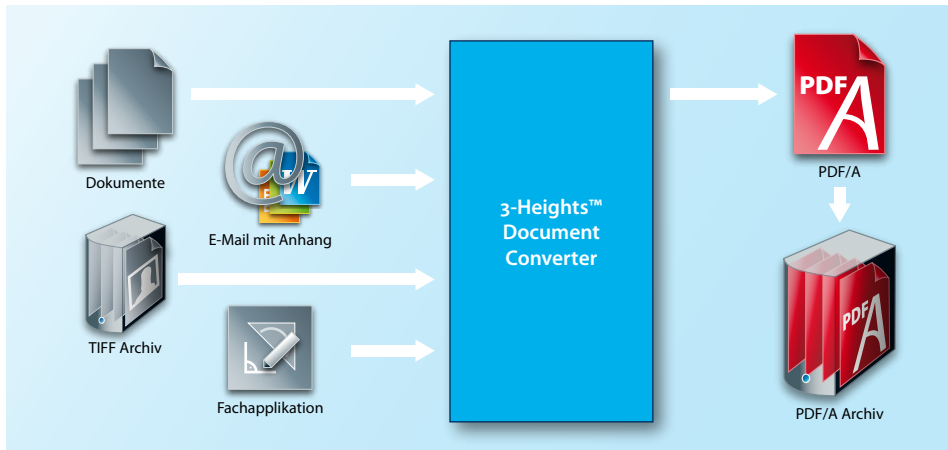 Dokumente
E-Mail mit Anhang
TIFF Archiv
Fachapplikation
3-Heights™
Document
Converter
PDF
A
PDF/A
PDF
A
PDF/A Archiv
@
W
E